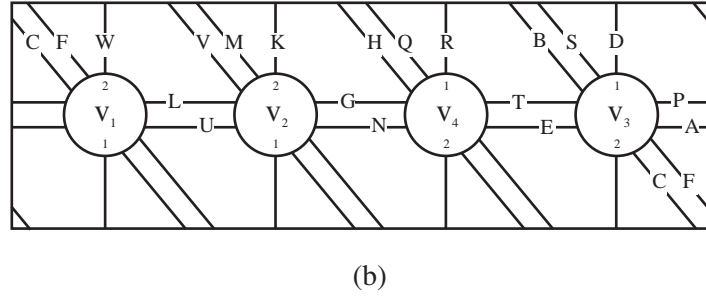 C F W V M K H Q R B S D
2 2 1 1
L G T P
V1 V2 V4 V3
U N E A
1 1 2 2
C F
(b)